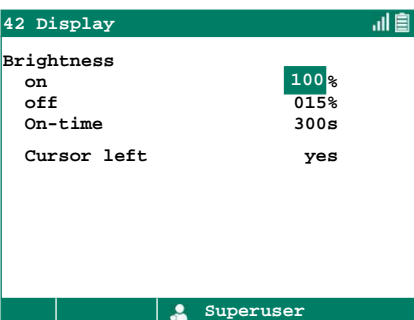 42 Display
Brightness
on 100%
off 015%
On-time 300s
Cursor left yes
Superuser